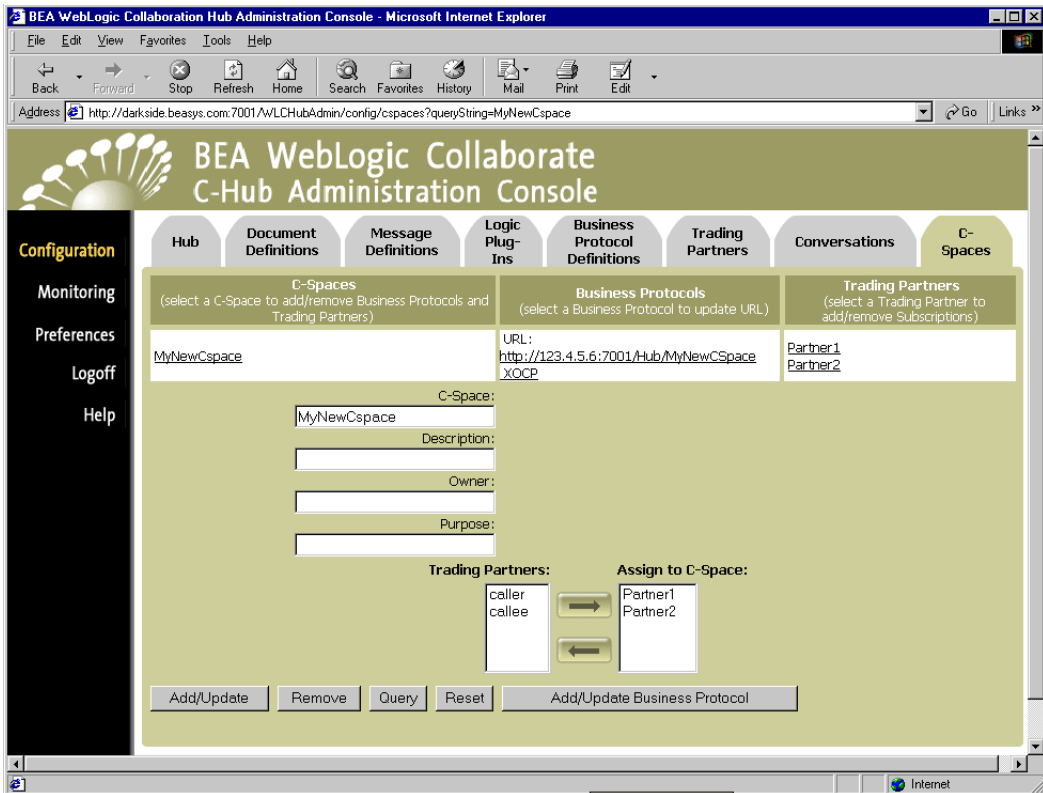 BEA WebLogic Collaboration Hub Administration Console - Microsoft Internet Explorer
File Edit View Favorites Tools Help
Back Forward Stop Refresh Home Search Favorites History Mail Print Edit
Address http://darkside.beasys.com:7001/WLCHubAdmin/config/cspaces?queryString=MyNewCspace Go Links »
BEA WebLogic Collaborate
C-Hub Administration Console
Configuration
Monitoring
Preferences
Logoff
Help
Hub
Document
Definitions
Message
Definitions
Logic
Plug-
Ins
Business
Protocol
Definitions
Trading
Partners
Conversations
C-
Spaces
C-Spaces
(select a C-Space to add/remove Business Protocols and
Trading Partners)
Business Protocols
(select a Business Protocol to update URL)
Trading Partners
(select a Trading Partner to
add/remove Subscriptions)
MyNewCspace
URL:
http://123.4.5.6:7001/Hub/MyNewCSpace
XOCP
Partner1
Partner2
C-Space:
MyNewCspace
Description:
Owner:
Purpose:
Trading Partners:
Assign to C-Space:
caller
callee
Partner1
Partner2
Add/Update Remove Query Reset Add/Update Business Protocol
Internet